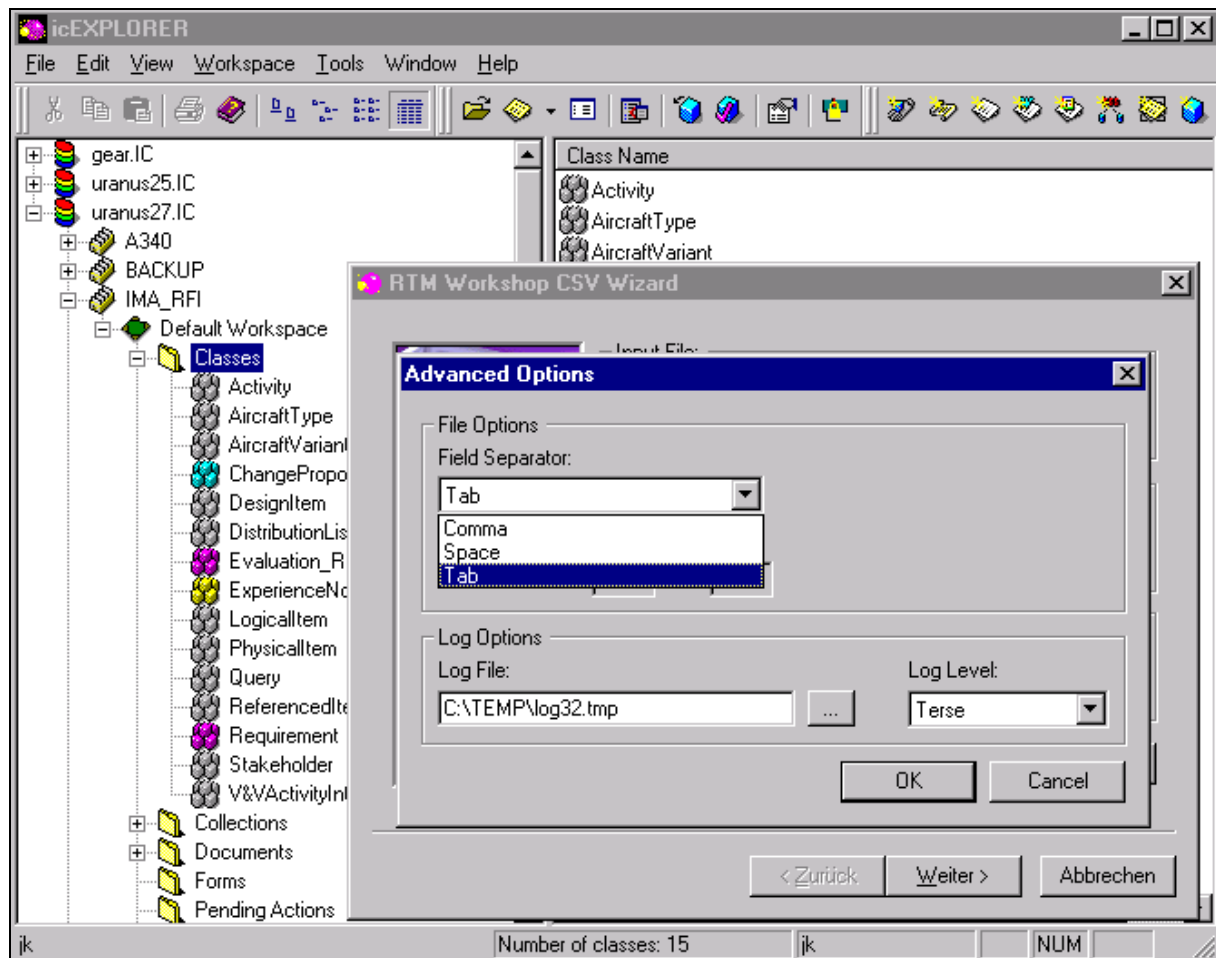 icEXPLORER
File Edit View Workspace Tools Window Help
gear.IC
uranus25.IC
uranus27.IC
A340
BACKUP
IMA_RFI
Default Workspace
Classes
Activity
AircraftType
AircraftVariant
ChangePropo
DesignItem
DistributionLis
Evaluation_R
ExperienceNo
LogicalItem
PhysicalItem
Query
ReferencedIte
Requirement
Stakeholder
V&VActivityInt
Collections
Documents
Forms
Pending Actions
Class Name
Activity
AircraftType
AircraftVariant
RTM Workshop CSV Wizard
Input File:
Advanced Options
File Options
Field Separator:
Tab
Comma
Space
Tab
Log Options
Log File: Log Level:
C:\TEMP\log32.tmp ... Terse
OK Cancel
< Zurück Weiter > Abbrechen
jk Number of classes: 15 jk NUM